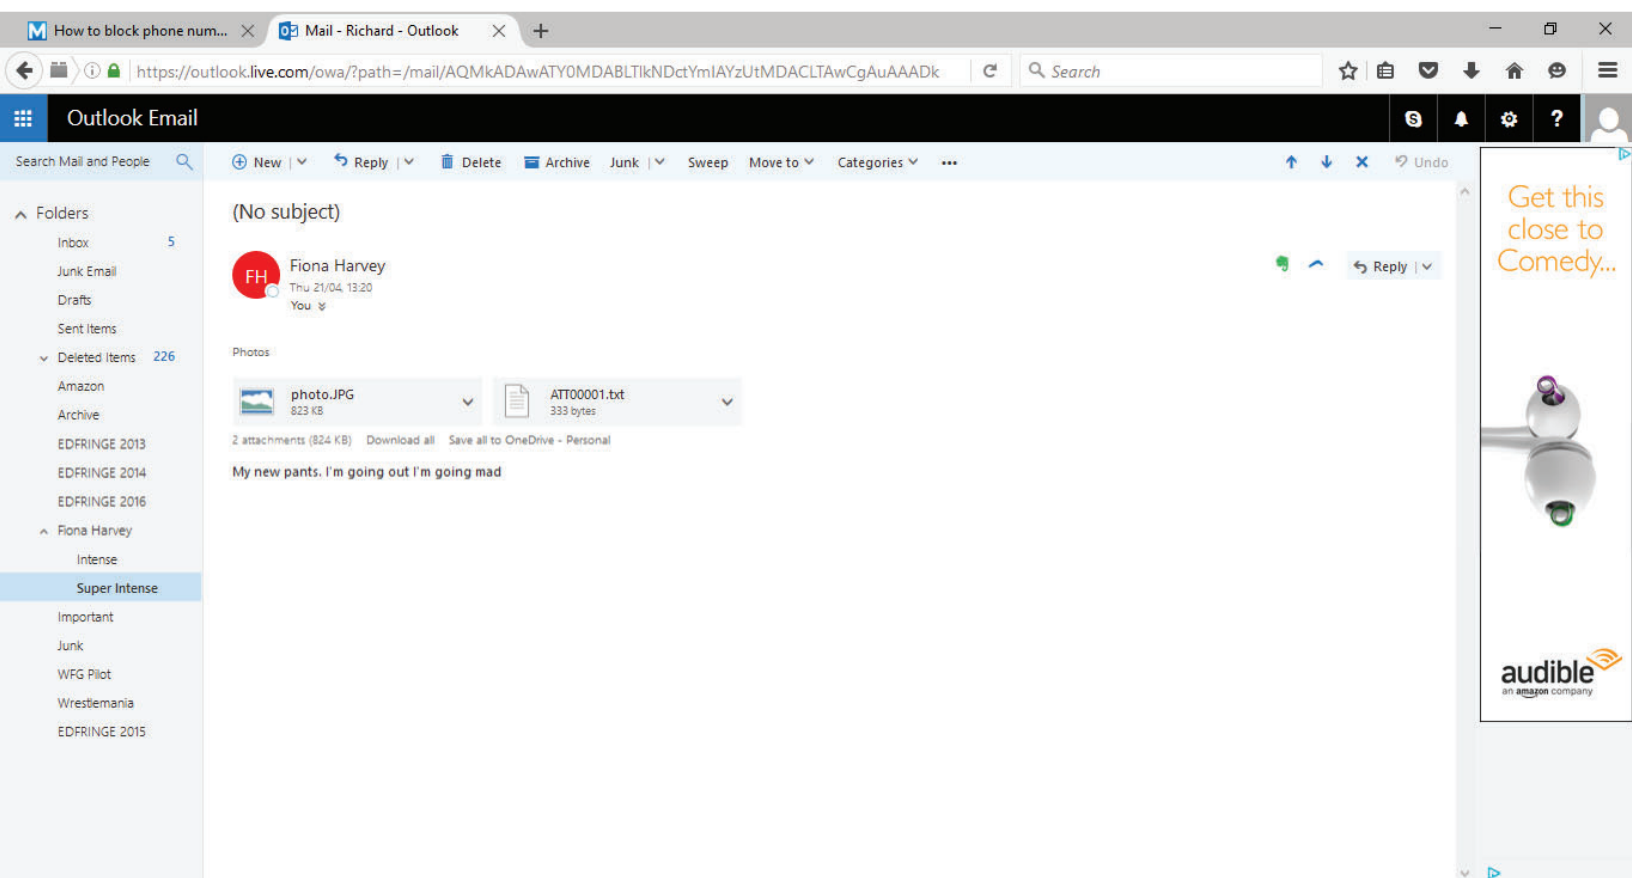 How to block phone num...
Mail - Richard - Outlook
https://outlook.live.com/owa/?path=/mail/AQMkADAwATY0MDABLTlkNDctYmIAYzUtMDACLTAwCgAuAAADk
Search
Outlook Email
Search Mail and People
New
Reply
Delete
Archive
Junk
Sweep
Move to
Categories
Undo
Folders
Inbox 5
Junk Email
Drafts
Sent Items
Deleted Items 226
Amazon
Archive
EDFRINGE 2013
EDFRINGE 2014
EDFRINGE 2016
Fiona Harvey
Intense
Super Intense
Important
Junk
WFG Pilot
Wrestlemania
EDFRINGE 2015
(No subject)
FH
Fiona Harvey
Thu 21/04, 13:20
You
Reply
Photos
photo.JPG
823 KB
ATT00001.txt
333 bytes
2 attachments (824 KB) Download all Save all to OneDrive - Personal
My new pants. I'm going out I'm going mad
Get this
close to
Comedy...
audible
an amazon company